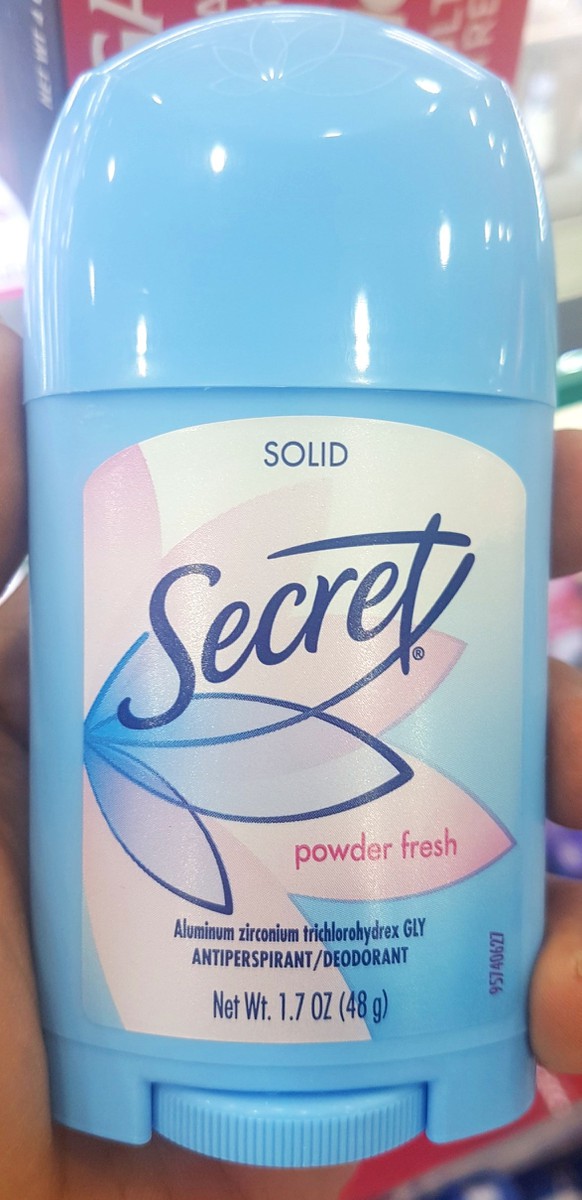 SOLID
Secret®
powder fresh
Aluminum zirconium trichlorohydrex GLY
ANTIPERSPIRANT/DEODORANT
Net Wt. 1.7 OZ (48 g)
95740627